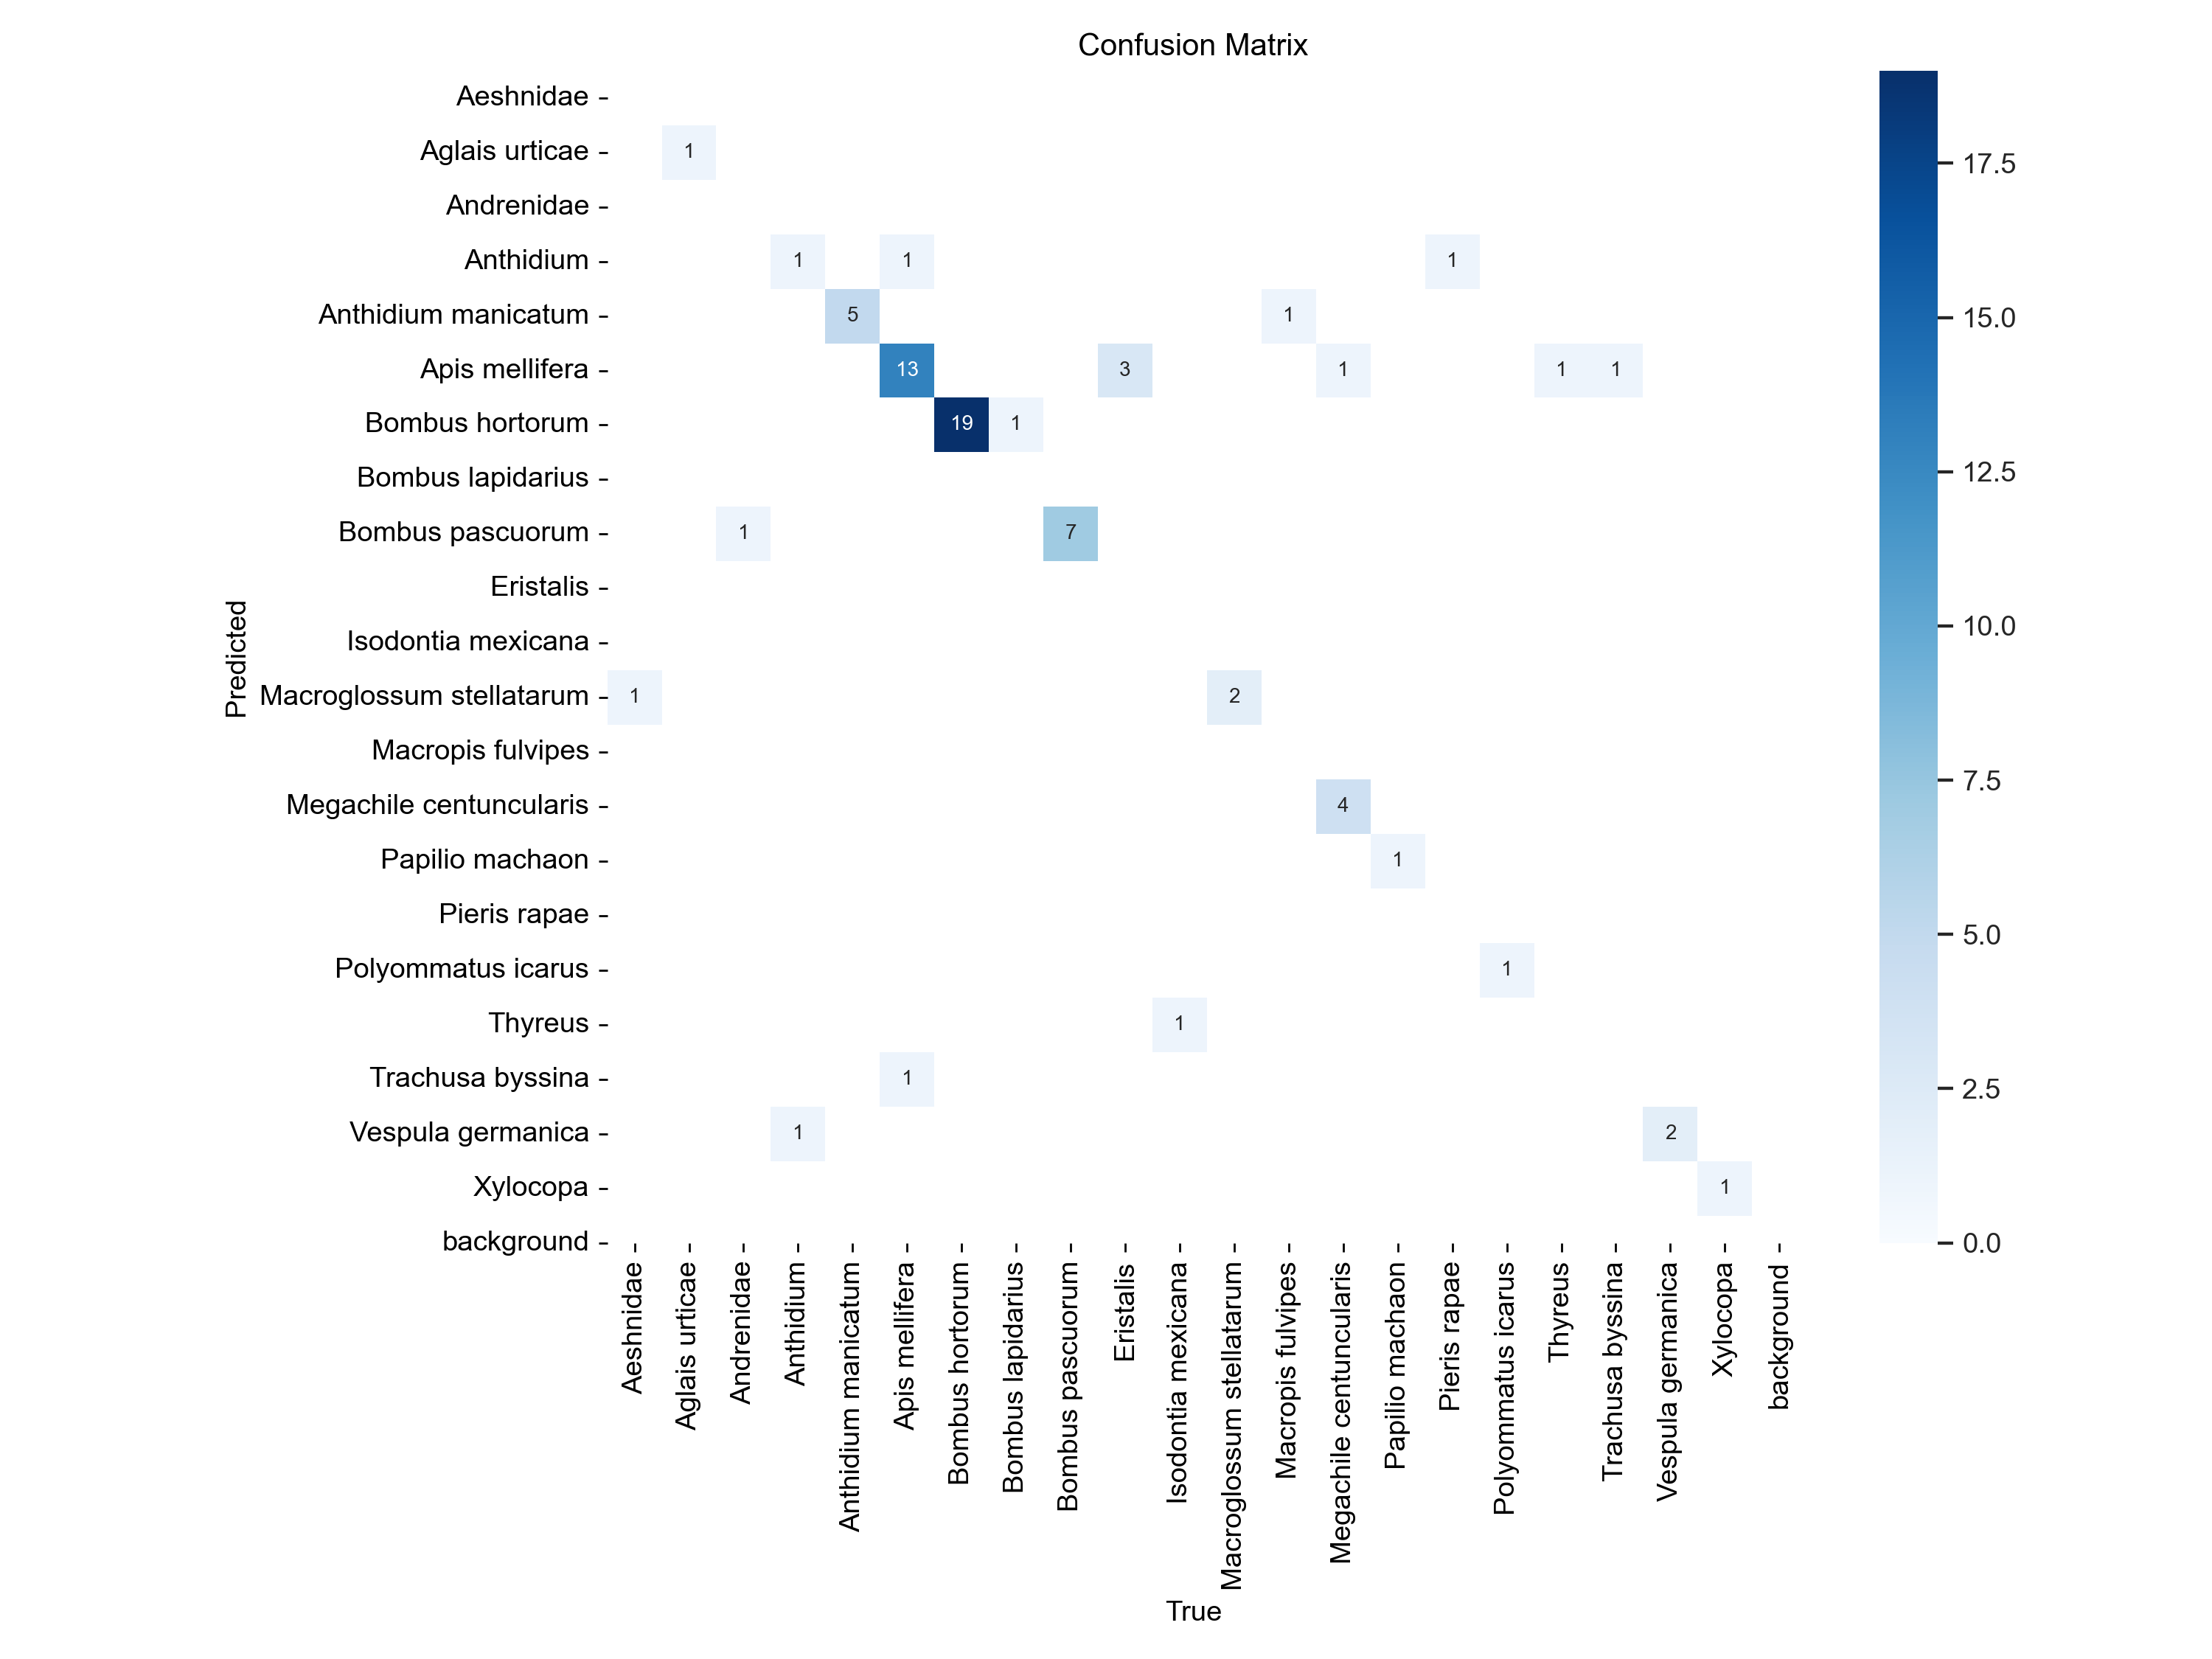 Confusion Matrix
Predicted
Aeshnidae
Aglais urticae 1
Andrenidae
Anthidium 1 1 1
Anthidium manicatum 5 1
Apis mellifera 13 3 1 1 1
Bombus hortorum 19 1
Bombus lapidarius
Bombus pascuorum 1 7
Eristalis
Isodontia mexicana
Macroglossum stellatarum 1 2
Macropis fulvipes
Megachile centuncularis 4
Papilio machaon 1
Pieris rapae
Polyommatus icarus 1
Thyreus 1
Trachusa byssina 1
Vespula germanica 1 2
Xylocopa 1
background
Aeshnidae
Aglais urticae
Andrenidae
Anthidium
Anthidium manicatum
Apis mellifera
Bombus hortorum
Bombus lapidarius
Bombus pascuorum
Eristalis
Isodontia mexicana
Macroglossum stellatarum
Macropis fulvipes
Megachile centuncularis
Papilio machaon
Pieris rapae
Polyommatus icarus
Thyreus
Trachusa byssina
Vespula germanica
Xylocopa
background
True
17.5
15.0
12.5
10.0
7.5
5.0
2.5
0.0